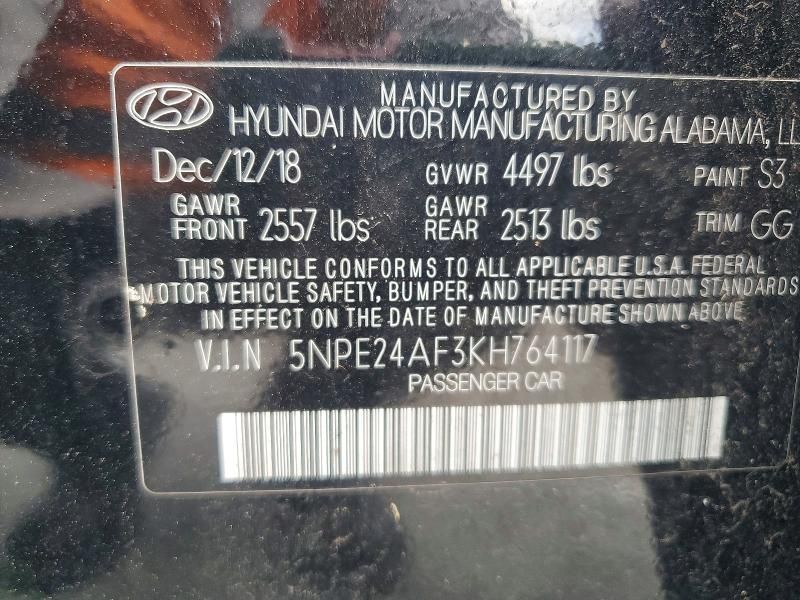 MANUFACTURED BY
HYUNDAI MOTOR MANUFACTURING ALABAMA, LL
Dec/12/18 GVWR 4497 lbs PAINT S3
GAWR FRONT 2557 lbs GAWR REAR 2513 lbs TRIM GG
THIS VEHICLE CONFORMS TO ALL APPLICABLE U.S.A. FEDERAL
MOTOR VEHICLE SAFETY, BUMPER, AND THEFT PREVENTION STANDARDS
IN EFFECT ON THE DATE OF MANUFACTURE SHOWN ABOVE.
V.I.N 5NPE24AF3KH764117
PASSENGER CAR